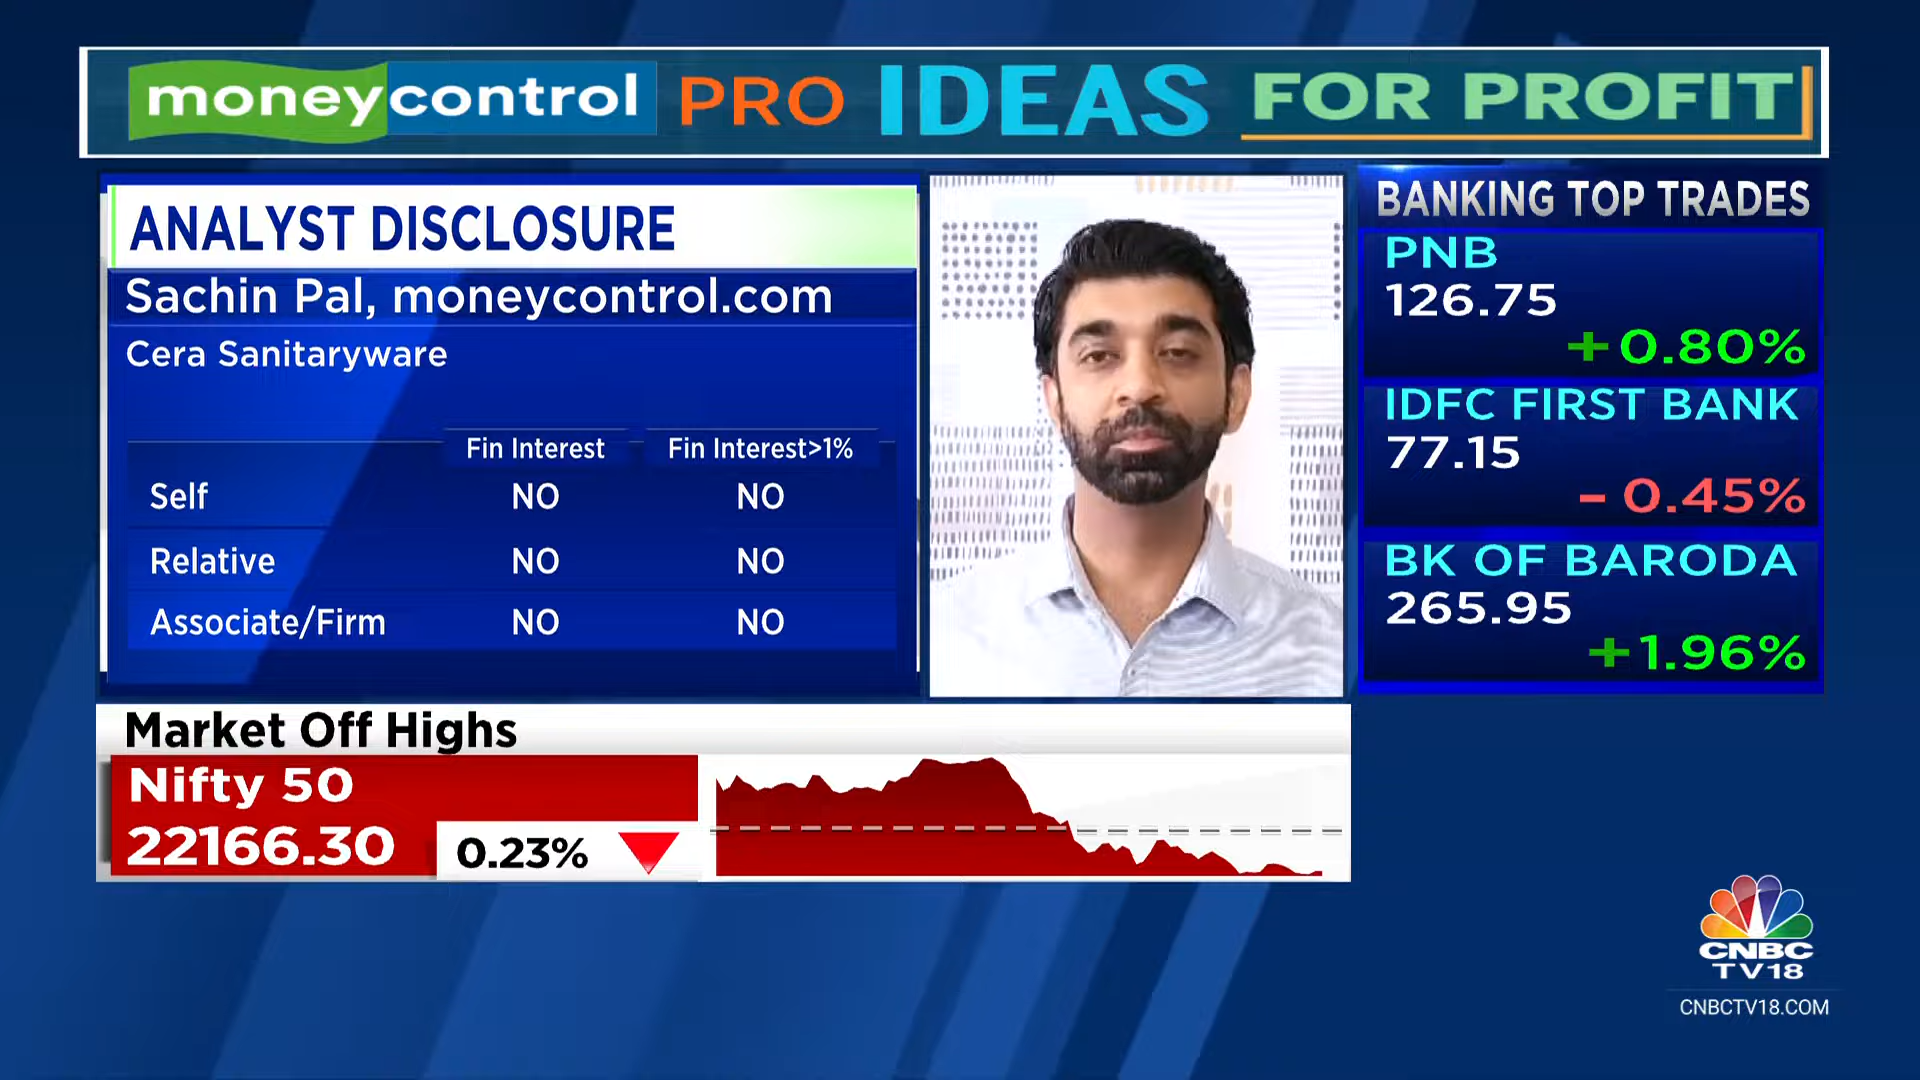 moneycontrol PRO IDEAS FOR PROFIT
ANALYST DISCLOSURE
Sachin Pal, moneycontrol.com
Cera Sanitaryware
Fin Interest Fin Interest>1%
Self NO NO
Relative NO NO
Associate/Firm NO NO
BANKING TOP TRADES
PNB
126.75
+0.80%
IDFC FIRST BANK
77.15
- 0.45%
BK OF BARODA
265.95
+1.96%
Market Off Highs
Nifty 50
22166.30 0.23%
CNBC
TV18
CNBCTV18.COM